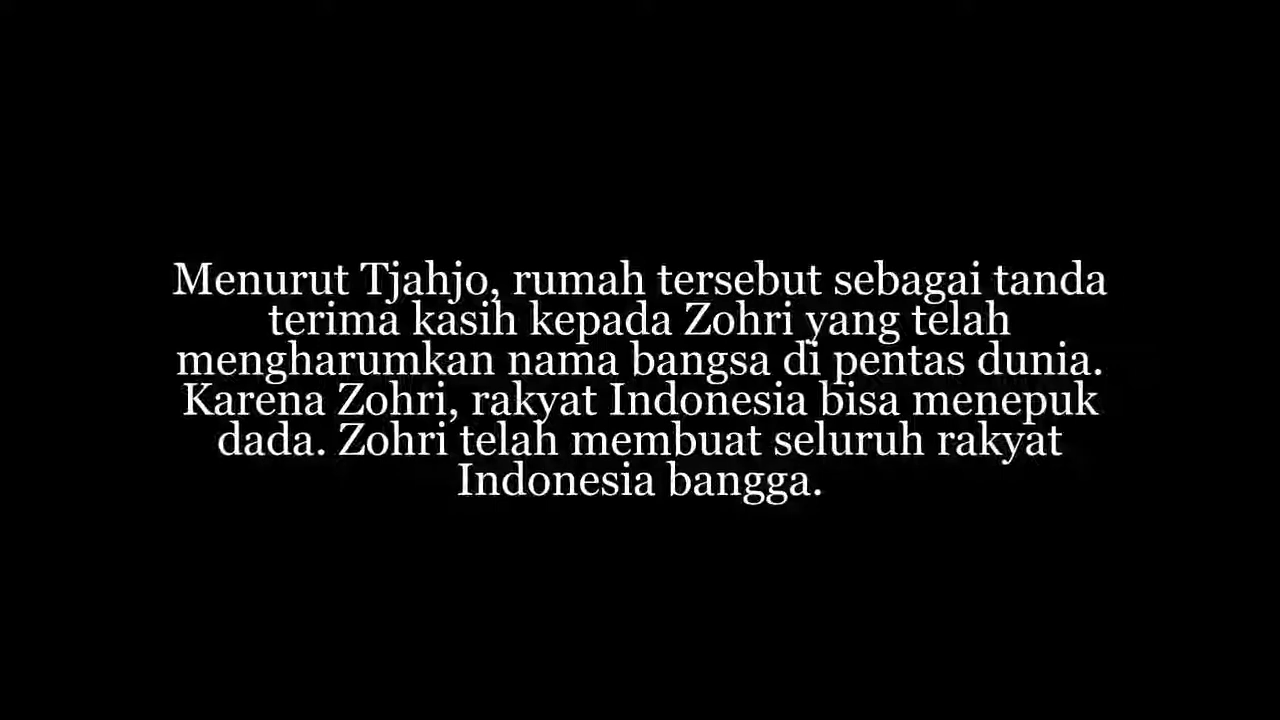 Menurut Tjahjo, rumah tersebut sebagai tanda
terima kasih kepada Zohri yang telah
mengharumkan nama bangsa di pentas dunia.
Karena Zohri, rakyat Indonesia bisa menepuk
dada. Zohri telah membuat seluruh rakyat
Indonesia bangga.